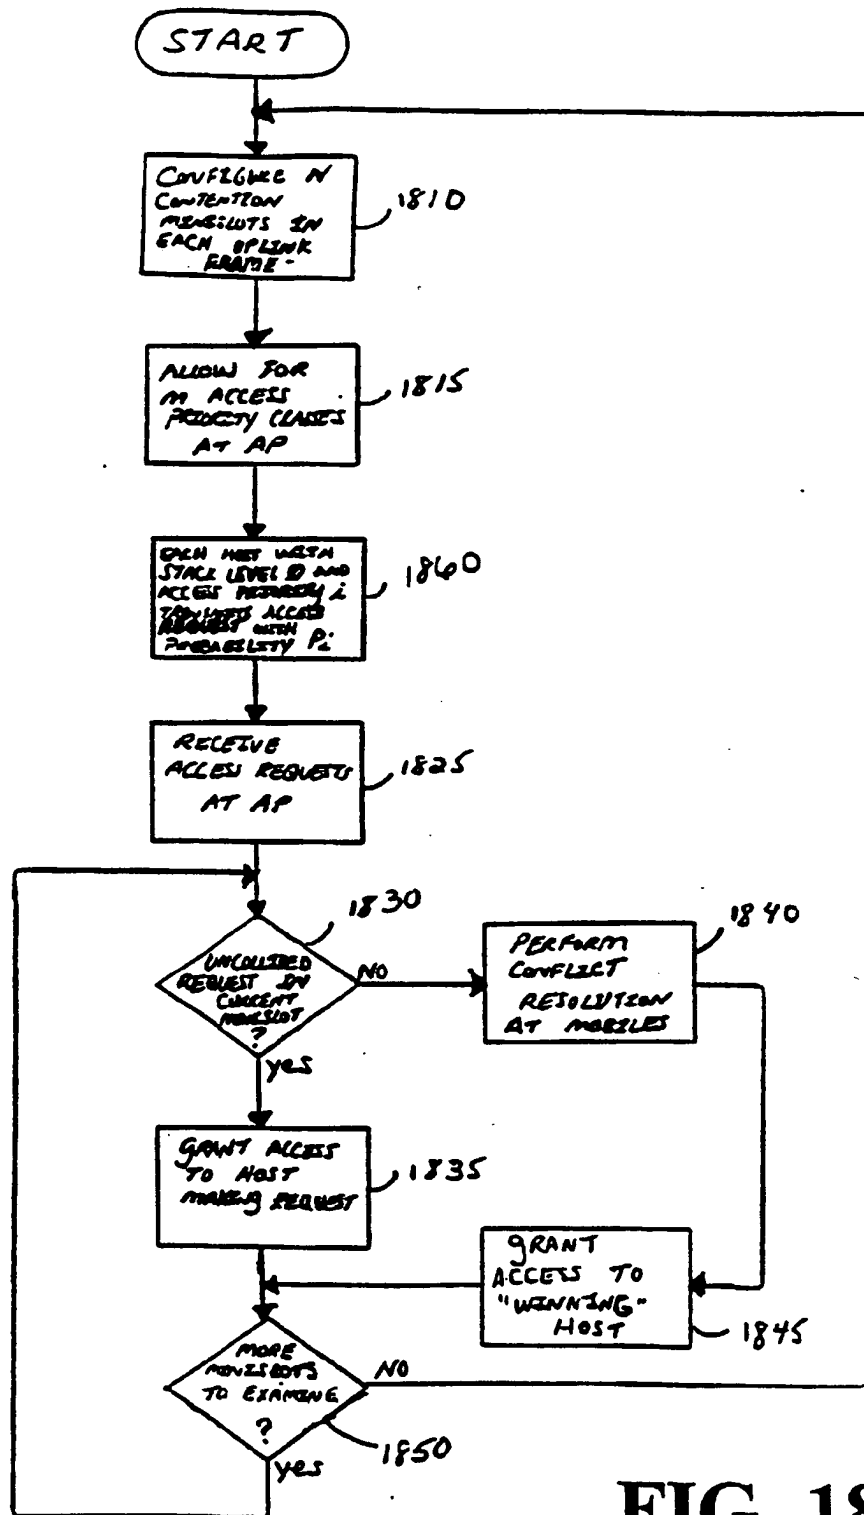 START
CONFIGURE N
CONTENTION
MINISLOTS IN
EACH UPLINK
FRAME
1810
ALLOW FOR
M ACCESS
PRIORITY CLASSES
AT AP
1815
EACH HOST WITH
STACK LEVEL 0 AND
ACCESS PRIORITY i
TRANSMITS ACCESS
REQUEST WITH
PROBABILITY Pi
1860
RECEIVE
ACCESS REQUESTS
AT AP
1825
1830
UNCOLLIDED
REQUEST IN
CURRENT
MINISLOT
?
NO
yes
1840
PERFORM
CONFLICT
RESOLUTION
AT MOBILES
GRANT ACCESS
TO HOST
MAKING REQUEST
1835
GRANT
ACCESS TO
"WINNING"
HOST
1845
MORE
MINISLOTS
TO EXAMINE
?
NO
yes
1850
FIG. 18